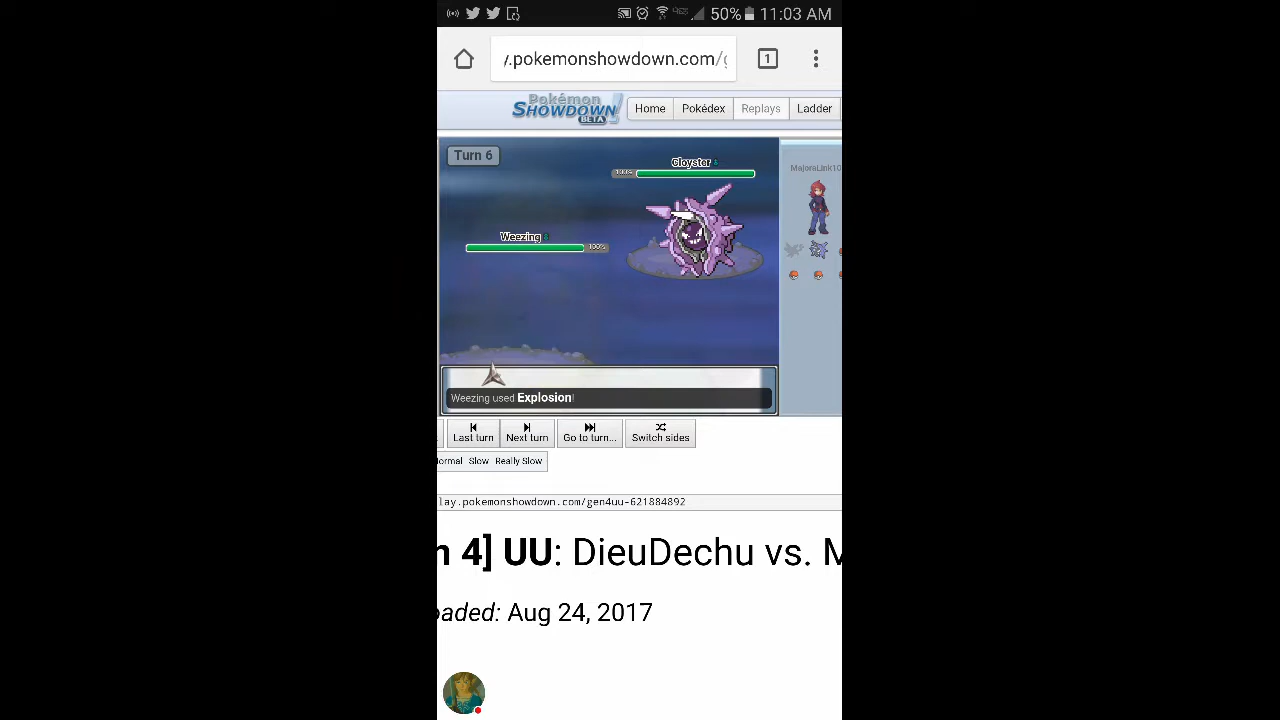 50% 11:03 AM
y.pokemonshowdown.com/g
1
Pokémon
SHOWDOWN!
BETA
Home Pokédex Replays Ladder
Turn 6
Cloyster
100%
MajoraLink10
Weezing
100%
Weezing used Explosion!
Last turn Next turn Go to turn... Switch sides
ormal Slow Really Slow
lay.pokemonshowdown.com/gen4uu-621884892
n 4] UU: DieuDechu vs. M
oaded: Aug 24, 2017